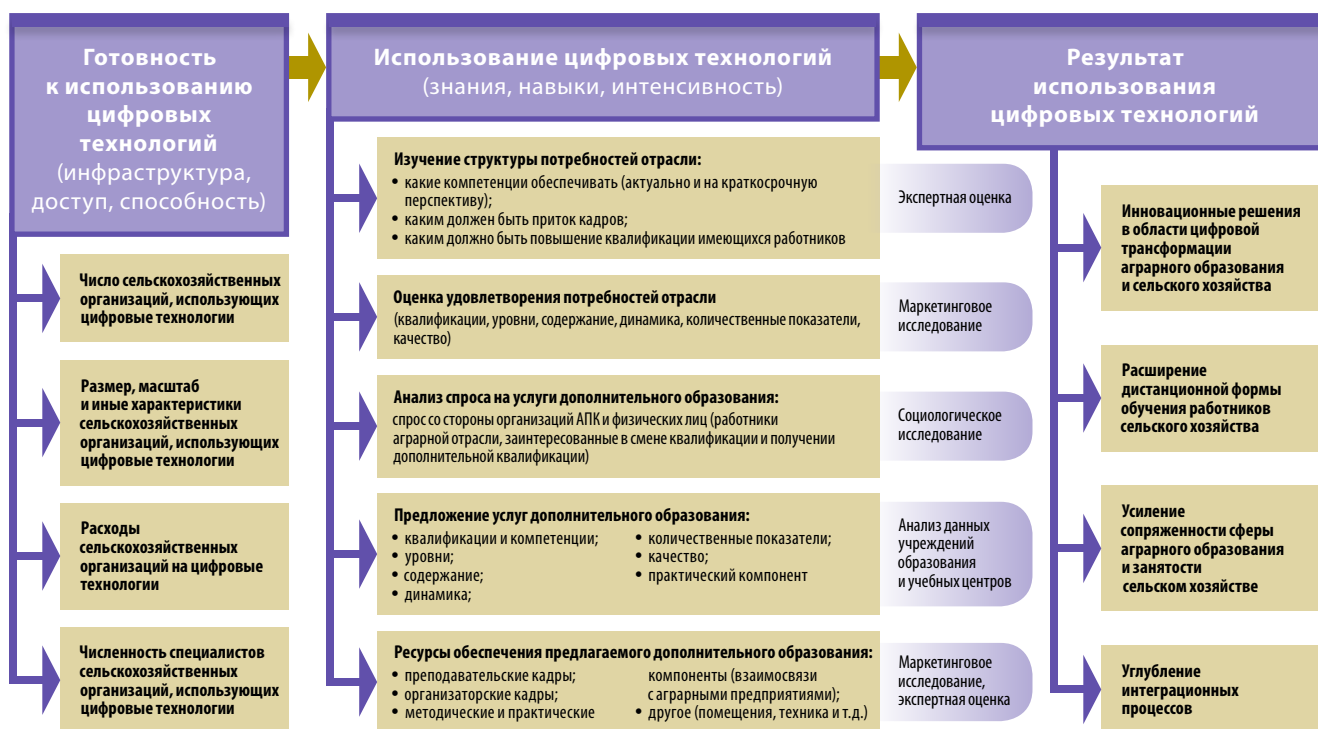 Готовность
к использованию
цифровых
технологий
(инфраструктура,
доступ, способность)
Число сельскохозяйственных
организаций, использующих
цифровые технологии
Размер, масштаб
и иные характеристики
сельскохозяйственных
организаций, использующих
цифровые технологии
Расходы
сельскохозяйственных
организаций на цифровые
технологии
Численность специалистов
сельскохозяйственных
организаций, использующих
цифровые технологии
Использование цифровых технологий
(знания, навыки, интенсивность)
Изучение структуры потребностей отрасли:
• какие компетенции обеспечивать (актуально и на краткосрочную
перспективу);
• каким должен быть приток кадров;
• каким должно быть повышение квалификации имеющихся работников
Экспертная оценка
Оценка удовлетворения потребностей отрасли
(квалификации, уровни, содержание, динамика, количественные показатели,
качество)
Маркетинговое
исследование
Анализ спроса на услуги дополнительного образования:
спрос со стороны организаций АПК и физических лиц (работники
аграрной отрасли, заинтересованные в смене квалификации и получении
дополнительной квалификации)
Социологическое
исследование
Предложение услуг дополнительного образования:
• квалификации и компетенции;
• уровни;
• содержание;
• динамика;
• количественные показатели;
• качество;
• практический компонент
Анализ данных
учреждений
образования
и учебных центров
Ресурсы обеспечения предлагаемого дополнительного образования:
• преподавательские кадры;
• организаторские кадры;
• методические и практические
компоненты (взаимосвязи
с аграрными предприятиями);
• другое (помещения, техника и т.д.)
Маркетинговое
исследование,
экспертная оценка
Результат
использования
цифровых технологий
Инновационные решения
в области цифровой
трансформации
аграрного образования
и сельского хозяйства
Расширение
дистанционной формы
обучения работников
сельского хозяйства
Усиление
сопряженности сферы
аграрного образования
и занятости
сельском хозяйстве
Углубление
интеграционных
процессов